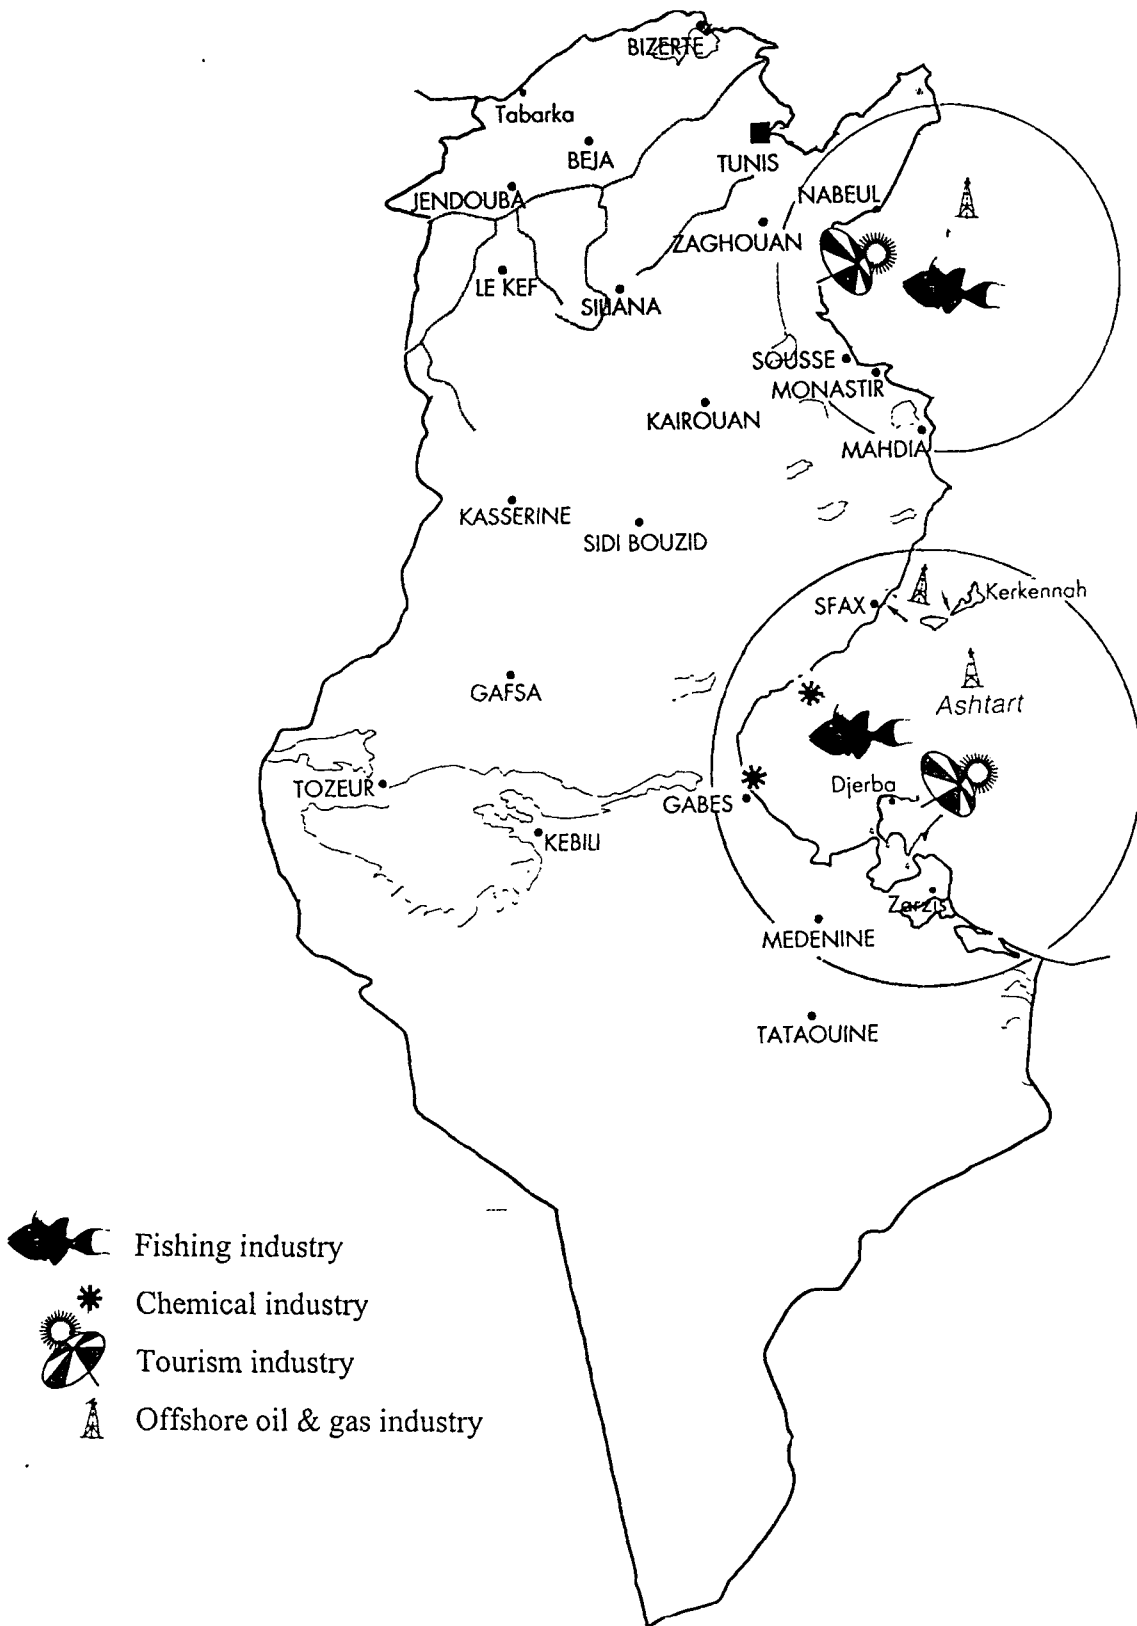 BIZERTE
Tabarka
BEJA
TUNIS
JENDOUBA
NABEUL
ZAGHOUAN
LE KEF
SILIANA
SOUSSE
MONASTIR
KAIROUAN
MAHDIA
KASSERINE
SIDI BOUZID
SFAX
Kerkennah
GAFSA
Ashtart
TOZEUR
Djerba
GABES
KEBILI
Zarzis
MEDENINE
TATAOUINE
Fishing industry
Chemical industry
Tourism industry
Offshore oil & gas industry